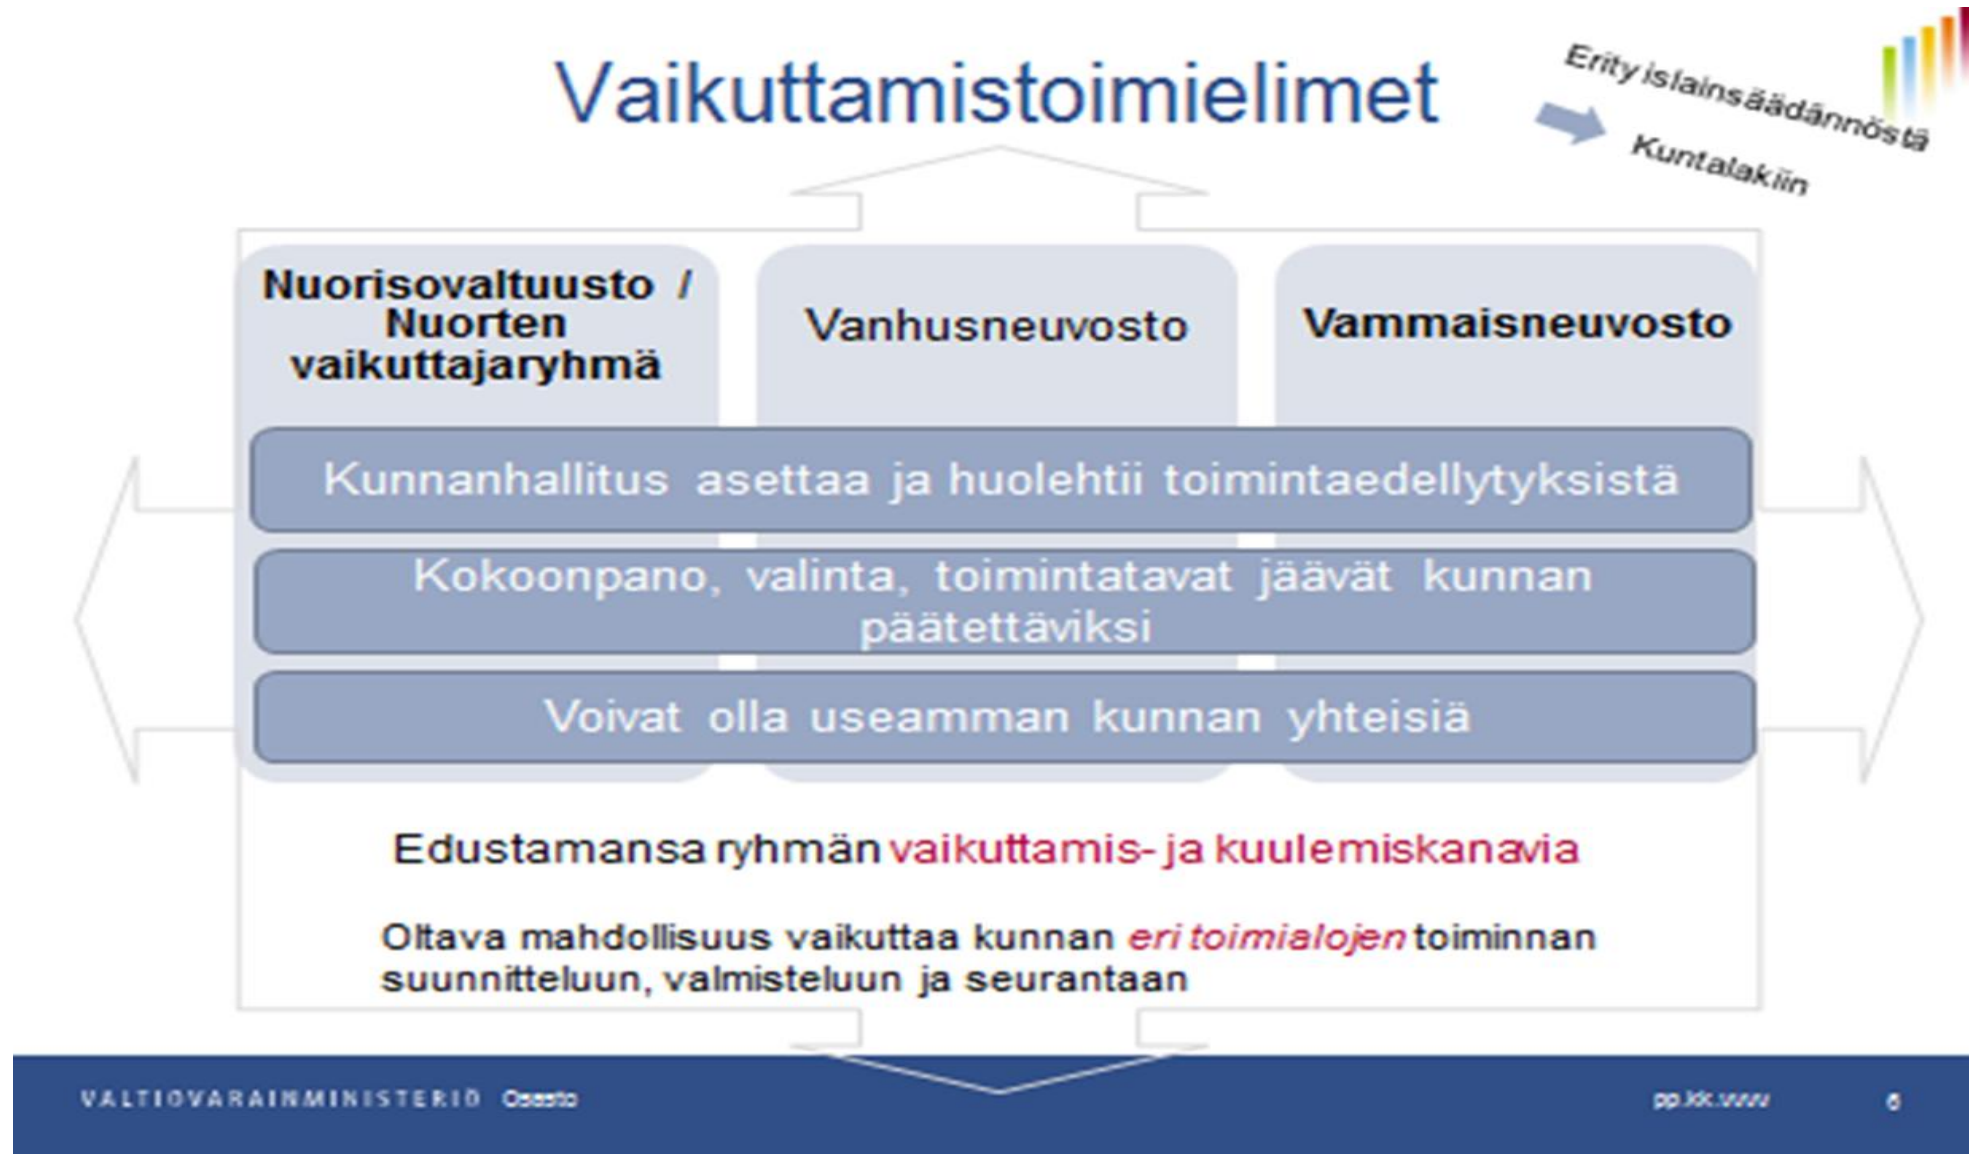 Vaikuttamistoimielimet
Erityislainsäädännöstä
Kuntalakiin
Nuorisovaltuusto /
Nuorten
vaikuttajaryhmä
Vanhusneuvosto
Vammaisneuvosto
Kunnanhallitus asettaa ja huolehtii toimintaedellytyksistä
Kokoonpano, valinta, toimintatavat jäävät kunnan
päätettäviksi
Voivat olla useamman kunnan yhteisiä
Edustamansa ryhmän vaikuttamis- ja kuulemiskanavia
Oltava mahdollisuus vaikuttaa kunnan eri toimialojen toiminnan
suunnitteluun, valmisteluun ja seurantaan
VALTIOVARAINMINISTERIÖ Osasto
pp.kk.vvvv
6